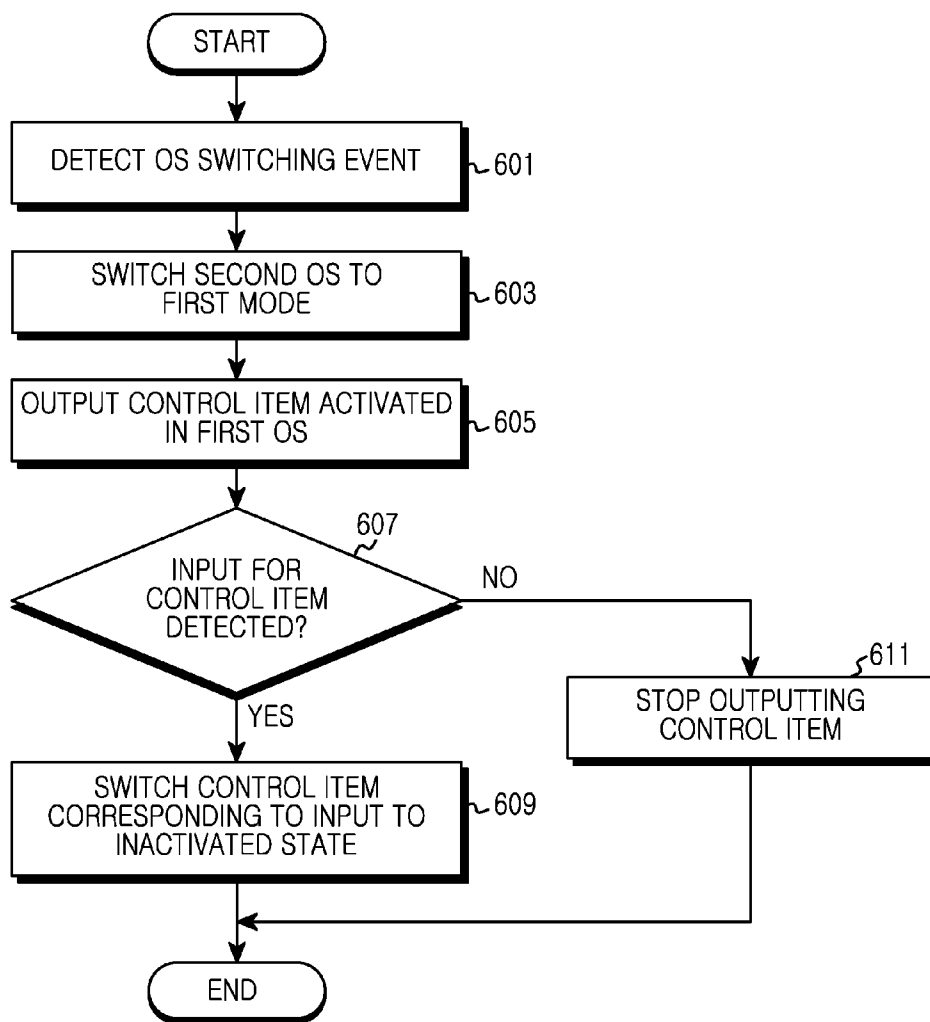 START
DETECT OS SWITCHING EVENT
601
SWITCH SECOND OS TO
FIRST MODE
603
OUTPUT CONTROL ITEM ACTIVATED
IN FIRST OS
605
607
INPUT FOR
CONTROL ITEM
DETECTED?
NO
YES
611
STOP OUTPUTTING
CONTROL ITEM
SWITCH CONTROL ITEM
CORRESPONDING TO INPUT TO
INACTIVATED STATE
609
END